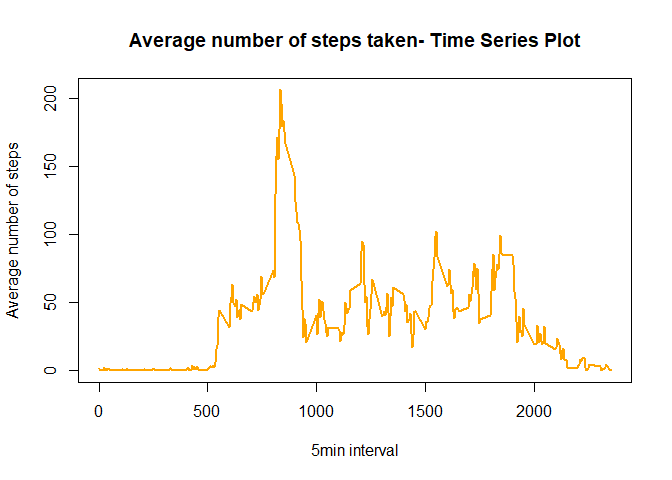 Average number of steps taken- Time Series Plot
Average number of steps
200
150
100
50
0
0 500 1000 1500 2000
5min interval